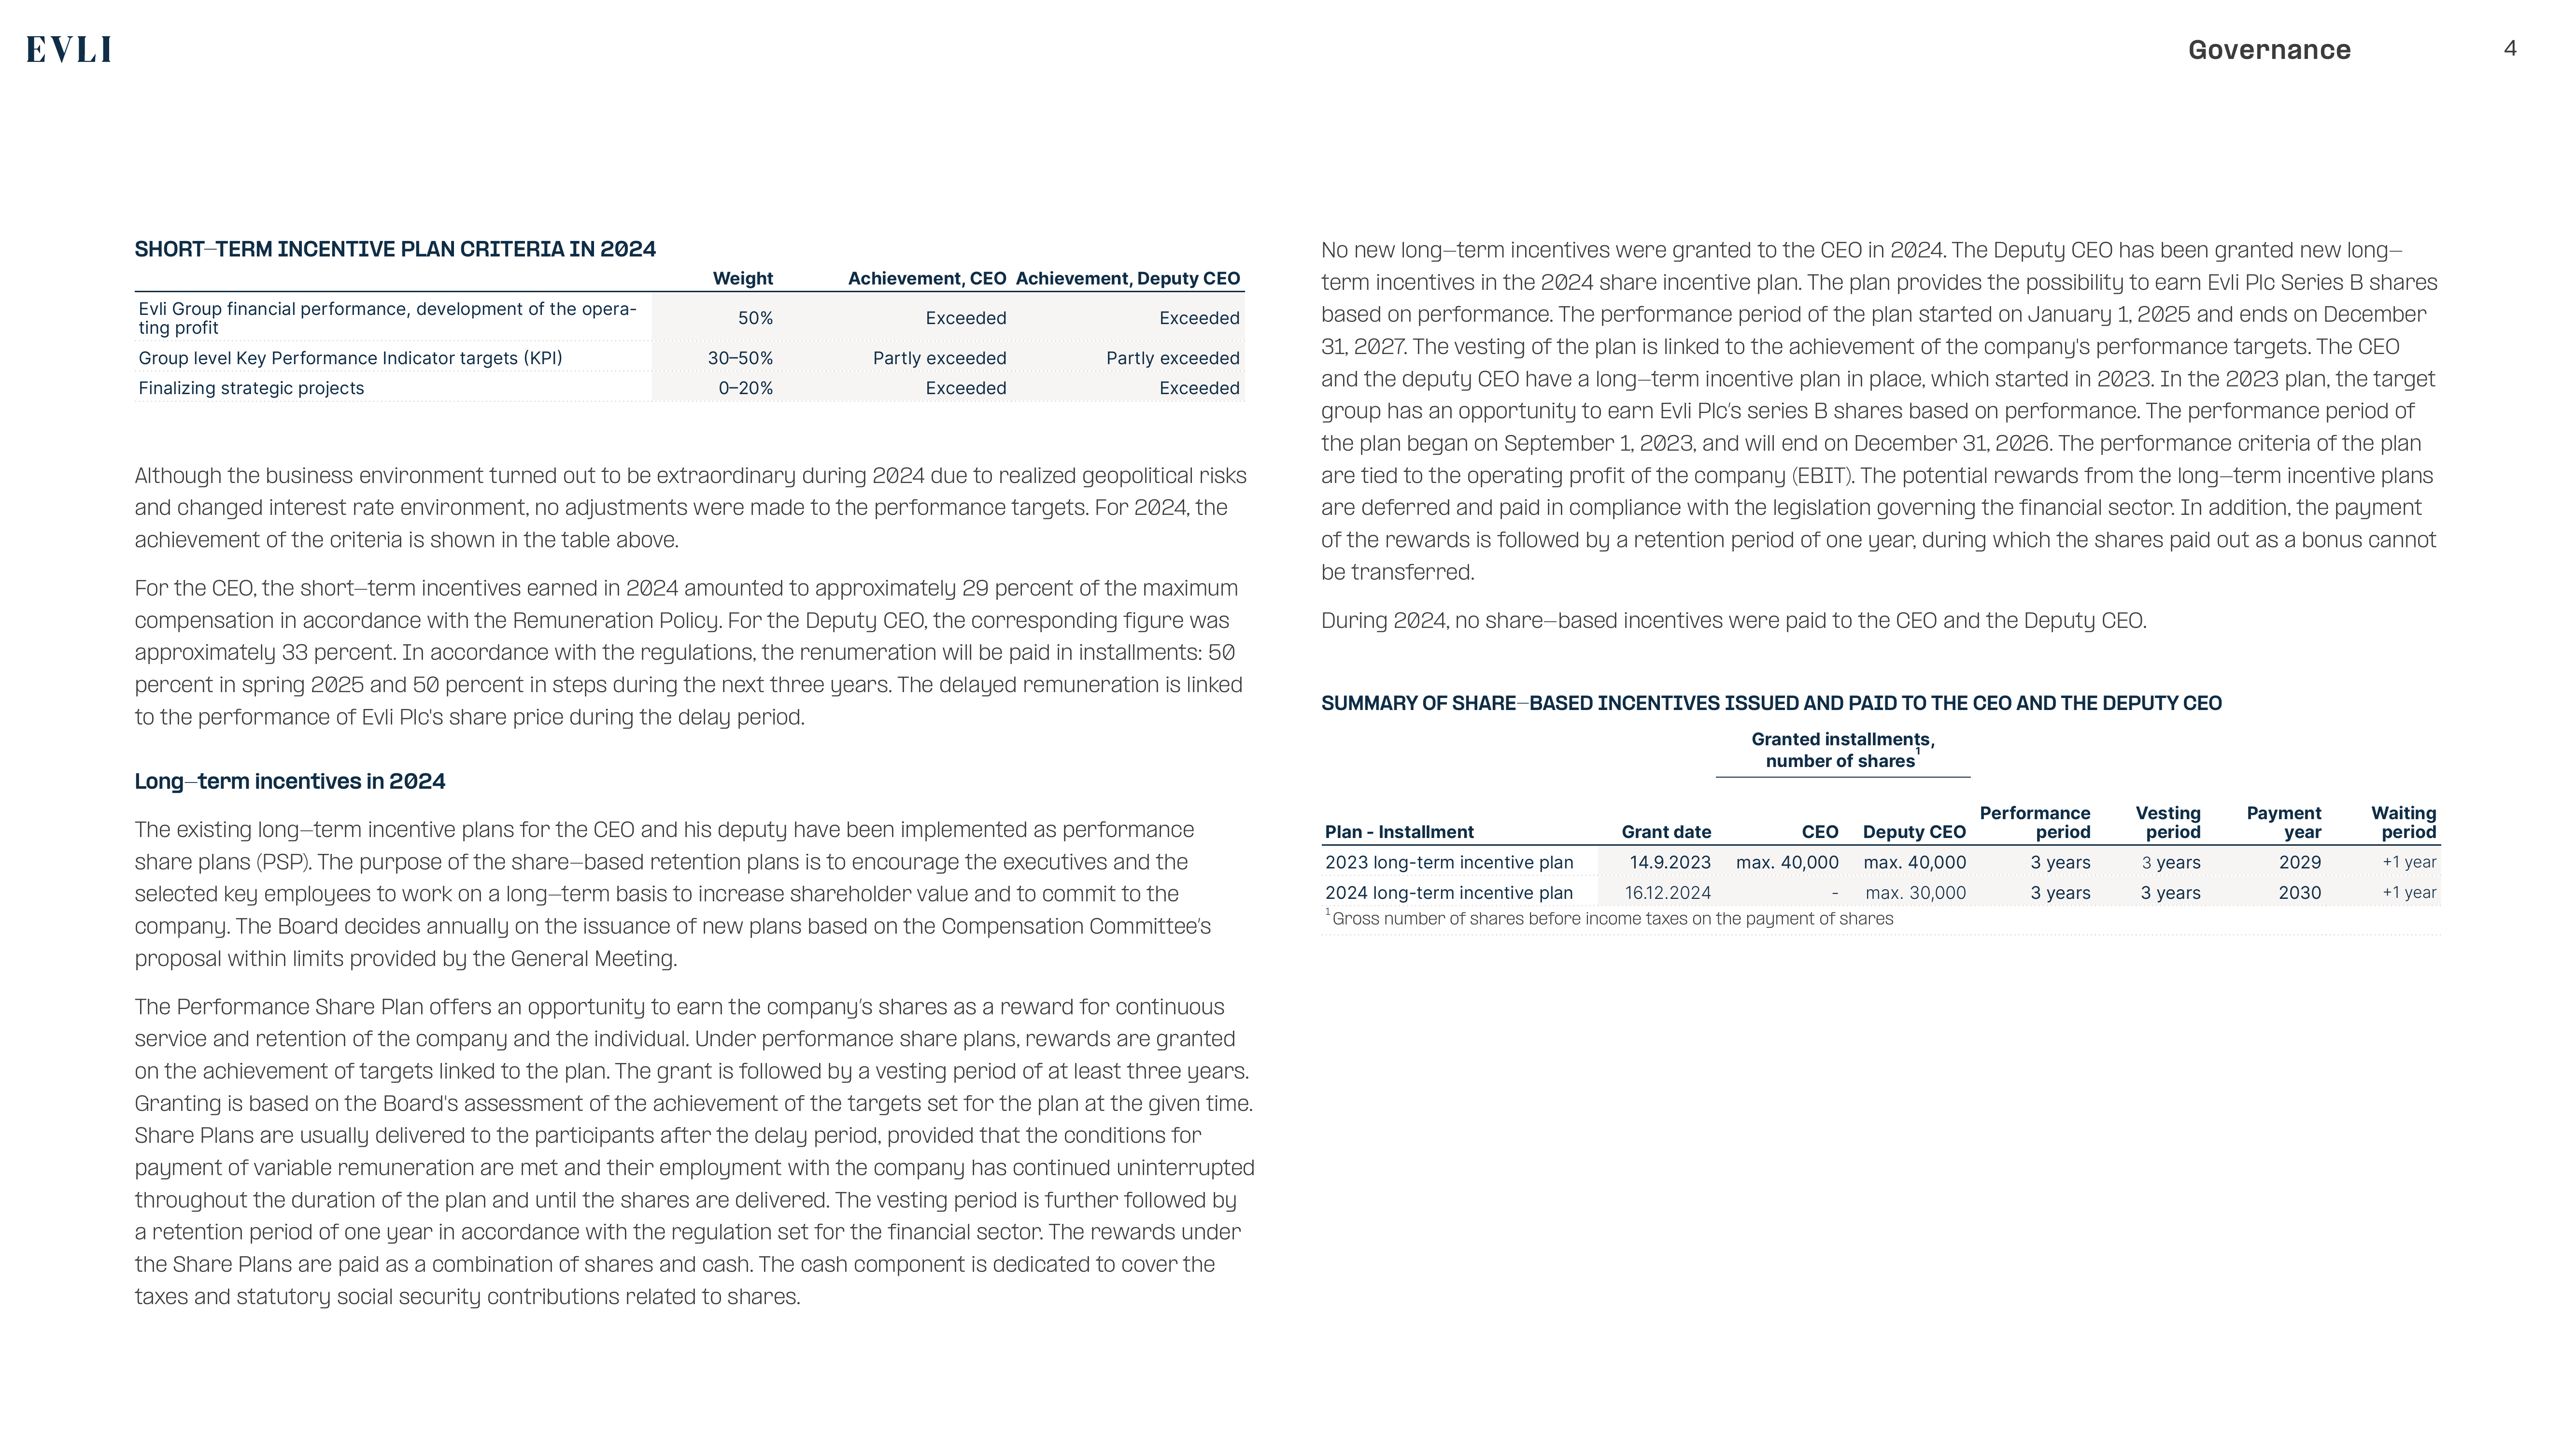 EVLI
Governance
4
SHORT–TERM INCENTIVE PLAN CRITERIA IN 2024
Weight Achievement, CEO Achievement, Deputy CEO
Evli Group financial performance, development of the opera-
ting profit 50% Exceeded Exceeded
Group level Key Performance Indicator targets (KPI) 30–50% Partly exceeded Partly exceeded
Finalizing strategic projects 0–20% Exceeded Exceeded
Although the business environment turned out to be extraordinary during 2024 due to realized geopolitical risks
and changed interest rate environment, no adjustments were made to the performance targets. For 2024, the
achievement of the criteria is shown in the table above.
For the CEO, the short–term incentives earned in 2024 amounted to approximately 29 percent of the maximum
compensation in accordance with the Remuneration Policy. For the Deputy CEO, the corresponding figure was
approximately 33 percent. In accordance with the regulations, the renumeration will be paid in installments: 50
percent in spring 2025 and 50 percent in steps during the next three years. The delayed remuneration is linked
to the performance of Evli Plc's share price during the delay period.
Long–term incentives in 2024
The existing long–term incentive plans for the CEO and his deputy have been implemented as performance
share plans (PSP). The purpose of the share–based retention plans is to encourage the executives and the
selected key employees to work on a long–term basis to increase shareholder value and to commit to the
company. The Board decides annually on the issuance of new plans based on the Compensation Committee's
proposal within limits provided by the General Meeting.
The Performance Share Plan offers an opportunity to earn the company's shares as a reward for continuous
service and retention of the company and the individual. Under performance share plans, rewards are granted
on the achievement of targets linked to the plan. The grant is followed by a vesting period of at least three years.
Granting is based on the Board's assessment of the achievement of the targets set for the plan at the given time.
Share Plans are usually delivered to the participants after the delay period, provided that the conditions for
payment of variable remuneration are met and their employment with the company has continued uninterrupted
throughout the duration of the plan and until the shares are delivered. The vesting period is further followed by
a retention period of one year in accordance with the regulation set for the financial sector. The rewards under
the Share Plans are paid as a combination of shares and cash. The cash component is dedicated to cover the
taxes and statutory social security contributions related to shares.
No new long–term incentives were granted to the CEO in 2024. The Deputy CEO has been granted new long–
term incentives in the 2024 share incentive plan. The plan provides the possibility to earn Evli Plc Series B shares
based on performance. The performance period of the plan started on January 1, 2025 and ends on December
31, 2027. The vesting of the plan is linked to the achievement of the company's performance targets. The CEO
and the deputy CEO have a long–term incentive plan in place, which started in 2023. In the 2023 plan, the target
group has an opportunity to earn Evli Plc's series B shares based on performance. The performance period of
the plan began on September 1, 2023, and will end on December 31, 2026. The performance criteria of the plan
are tied to the operating profit of the company (EBIT). The potential rewards from the long–term incentive plans
are deferred and paid in compliance with the legislation governing the financial sector. In addition, the payment
of the rewards is followed by a retention period of one year, during which the shares paid out as a bonus cannot
be transferred.
During 2024, no share–based incentives were paid to the CEO and the Deputy CEO.
SUMMARY OF SHARE–BASED INCENTIVES ISSUED AND PAID TO THE CEO AND THE DEPUTY CEO
Granted installments,
number of shares¹
Performance Vesting Payment Waiting
Plan - Installment Grant date CEO Deputy CEO period period year period
2023 long-term incentive plan 14.9.2023 max. 40,000 max. 40,000 3 years 3 years 2029 +1 year
2024 long-term incentive plan 16.12.2024 - max. 30,000 3 years 3 years 2030 +1 year
¹ Gross number of shares before income taxes on the payment of shares